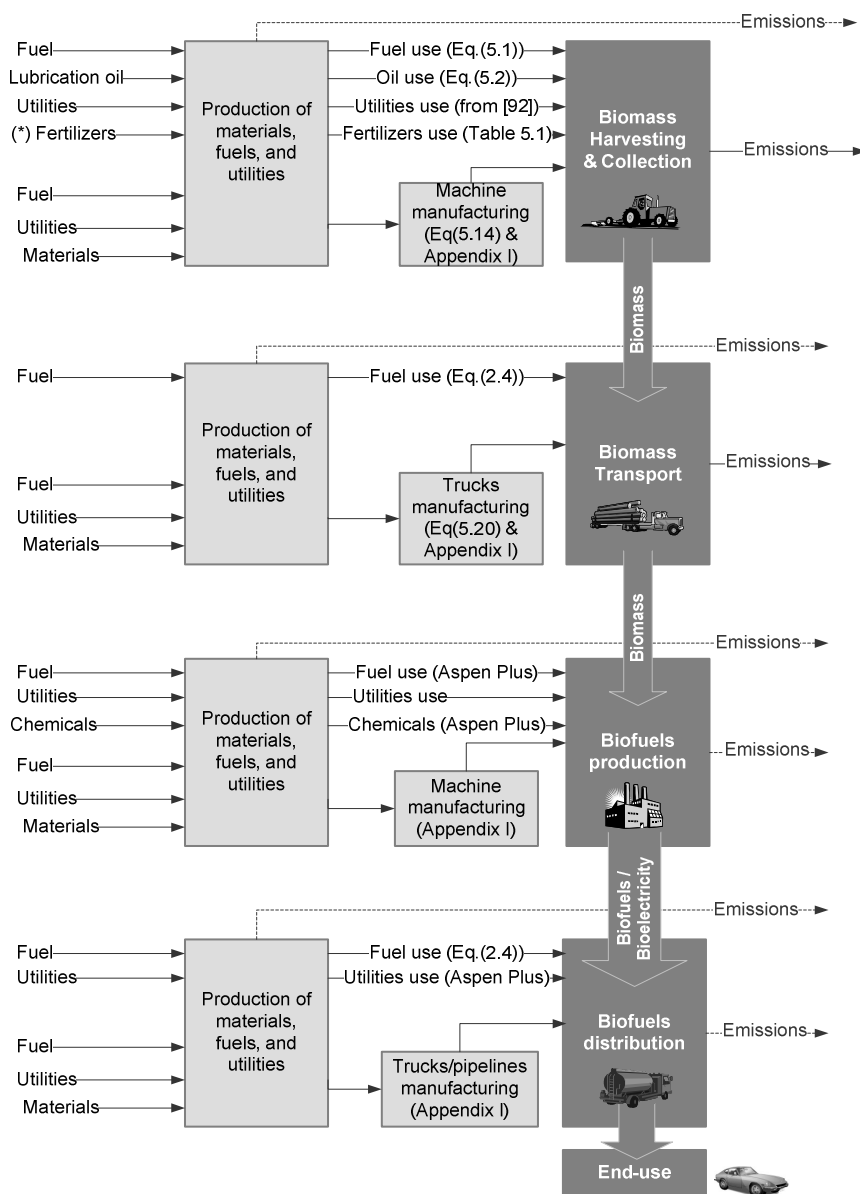 Emissions
Fuel
Lubrication oil
Utilities
(*) Fertilizers
Fuel
Utilities
Materials
Production of
materials,
fuels, and
utilities
Fuel use (Eq.(5.1))
Oil use (Eq.(5.2))
Utilities use (from [92])
Fertilizers use (Table 5.1)
Machine
manufacturing
(Eq(5.14) &
Appendix I)
Biomass
Harvesting
& Collection
Emissions
Biomass
Emissions
Fuel
Fuel
Utilities
Materials
Production of
materials,
fuels, and
utilities
Fuel use (Eq.(2.4))
Trucks
manufacturing
(Eq(5.20) &
Appendix I)
Biomass
Transport
Emissions
Biomass
Emissions
Fuel
Utilities
Chemicals
Fuel
Utilities
Materials
Production of
materials,
fuels, and
utilities
Fuel use (Aspen Plus)
Utilities use
Chemicals (Aspen Plus)
Machine
manufacturing
(Appendix I)
Biofuels
production
Emissions
Biofuels /
Bioelectricity
Emissions
Fuel
Utilities
Fuel
Utilities
Materials
Production of
materials,
fuels, and
utilities
Fuel use (Eq.(2.4))
Utilities use (Aspen Plus)
Trucks/pipelines
manufacturing
(Appendix I)
Biofuels
distribution
Emissions
End-use